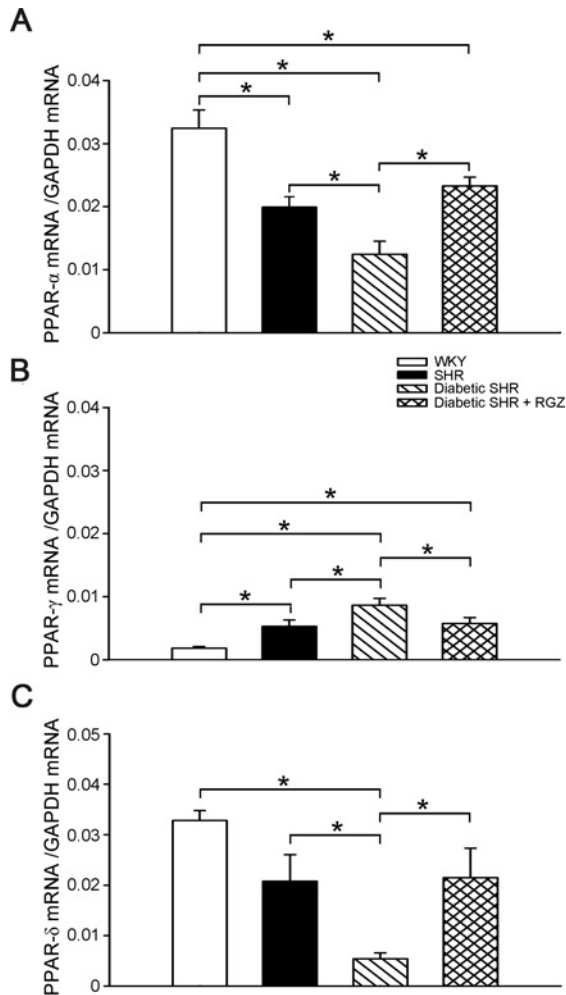 A
PPAR-α mRNA /GAPDH mRNA
0.04
0.03
0.02
0.01
0
*
*
*
*
*
WKY
SHR
Diabetic SHR
Diabetic SHR + RGZ
B
PPAR-γ mRNA /GAPDH mRNA
0.04
0.03
0.02
0.01
0
*
*
*
*
*
C
PPAR-δ mRNA /GAPDH mRNA
0.05
0.04
0.03
0.02
0.01
0
*
*
*